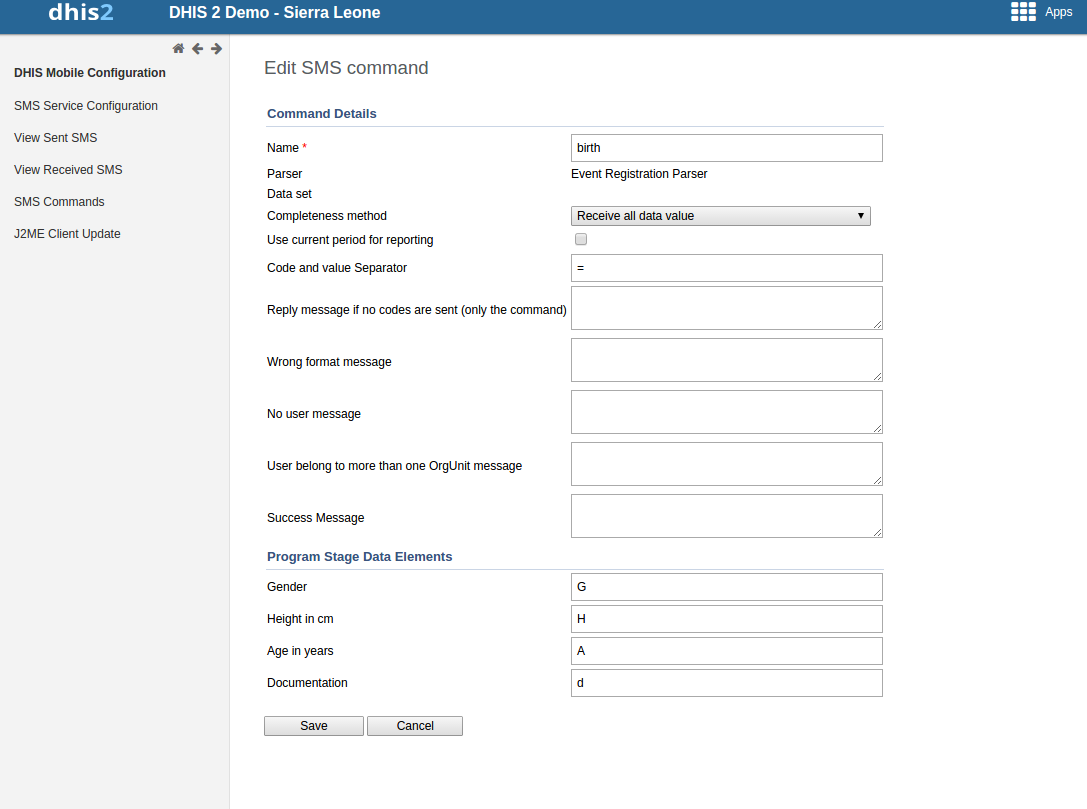 dhis2
DHIS 2 Demo - Sierra Leone
Apps
DHIS Mobile Configuration
SMS Service Configuration
View Sent SMS
View Received SMS
SMS Commands
J2ME Client Update
Edit SMS command
Command Details
Name * birth
Parser Event Registration Parser
Data set
Completeness method Receive all data value
Use current period for reporting
Code and value Separator =
Reply message if no codes are sent (only the command)
Wrong format message
No user message
User belong to more than one OrgUnit message
Success Message
Program Stage Data Elements
Gender G
Height in cm H
Age in years A
Documentation d
Save Cancel